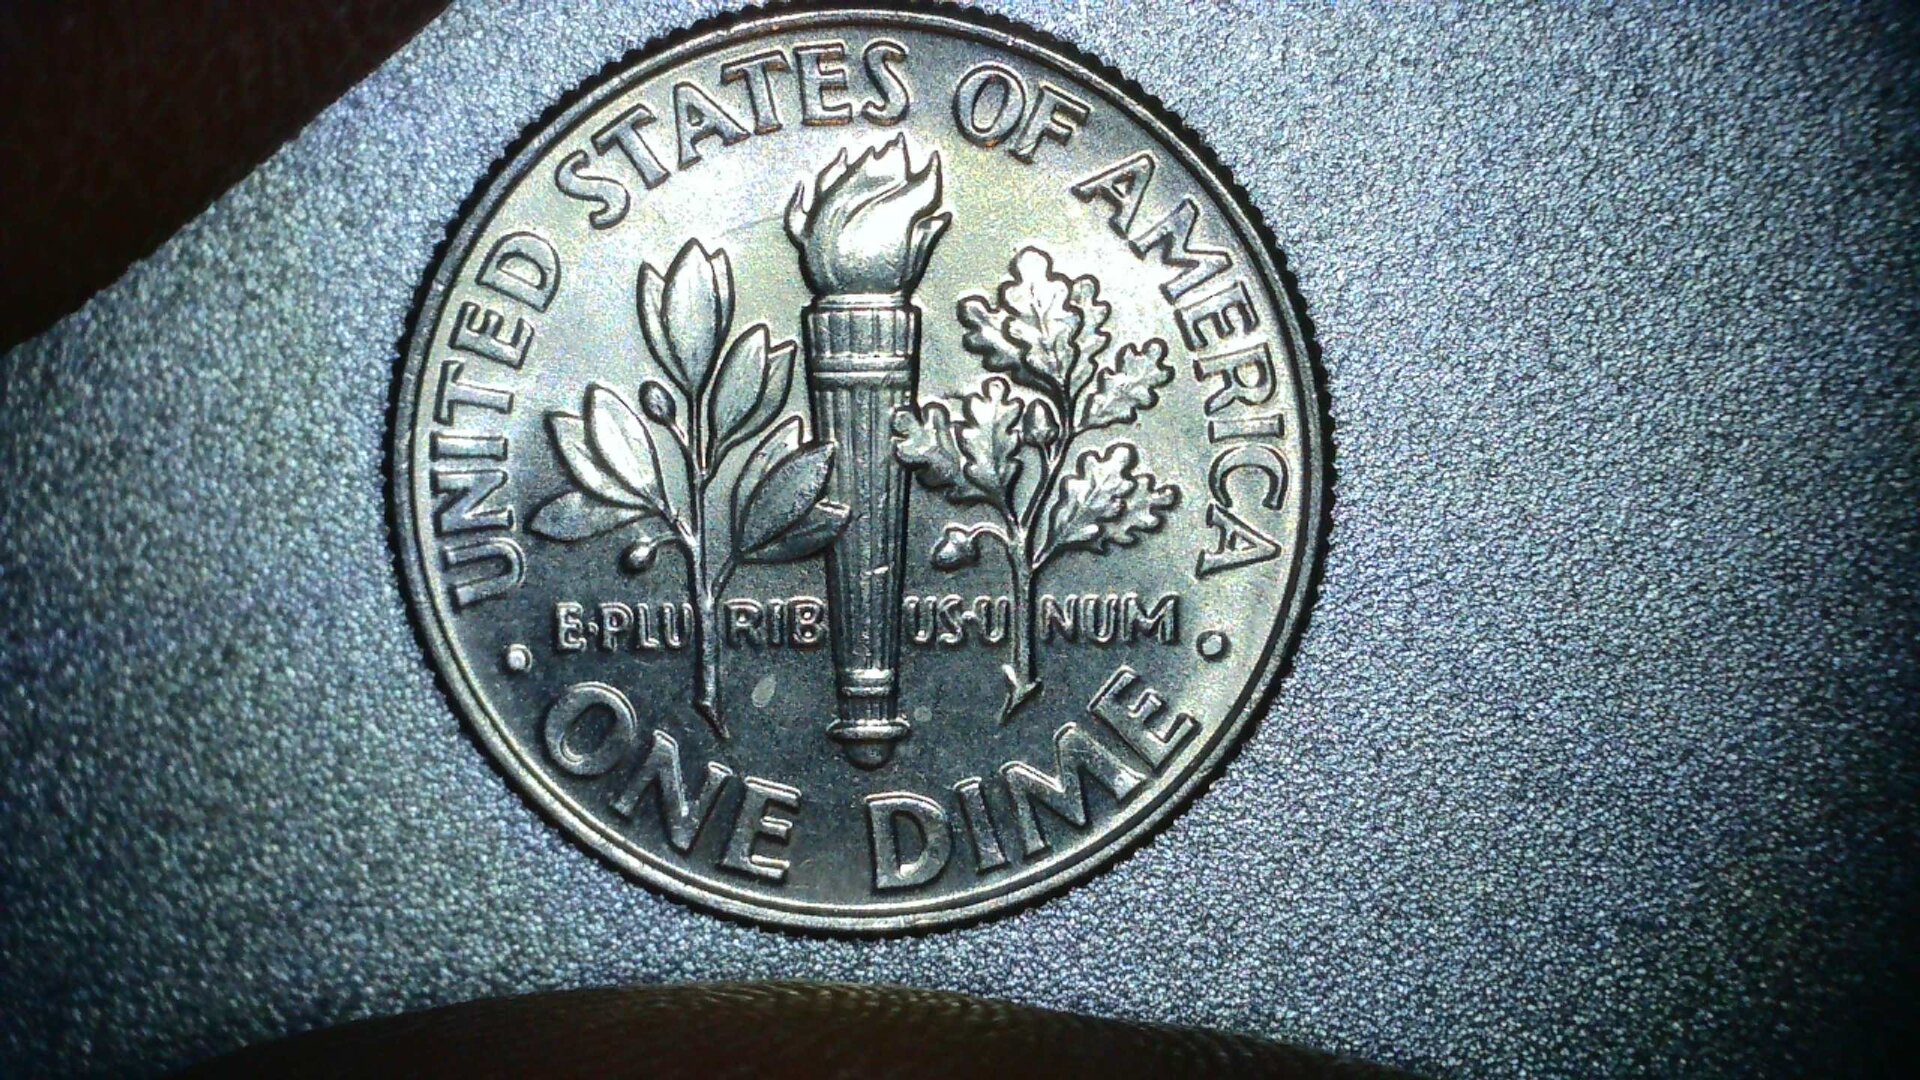 UNITED STATES OF AMERICA
E·PLURIBUS·UNUM
· ONE DIME ·